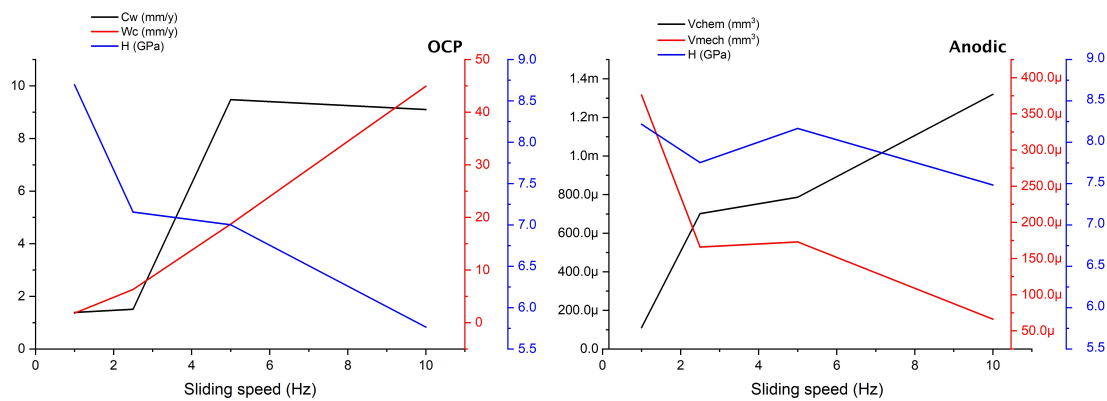 Cw (mm/y)
Wc (mm/y)
H (GPa)
OCP
10
8
6
4
2
0
0
2
4
6
8
10
Sliding speed (Hz)
50
40
30
20
10
0
9.0
8.5
8.0
7.5
7.0
6.5
6.0
5.5
Vchem (mm³)
Vmech (mm³)
H (GPa)
Anodic
1.4m
1.2m
1.0m
800.0µ
600.0µ
400.0µ
200.0µ
0.0
0
2
4
6
8
10
Sliding speed (Hz)
400.0µ
350.0µ
300.0µ
250.0µ
200.0µ
150.0µ
100.0µ
50.0µ
9.0
8.5
8.0
7.5
7.0
6.5
6.0
5.5